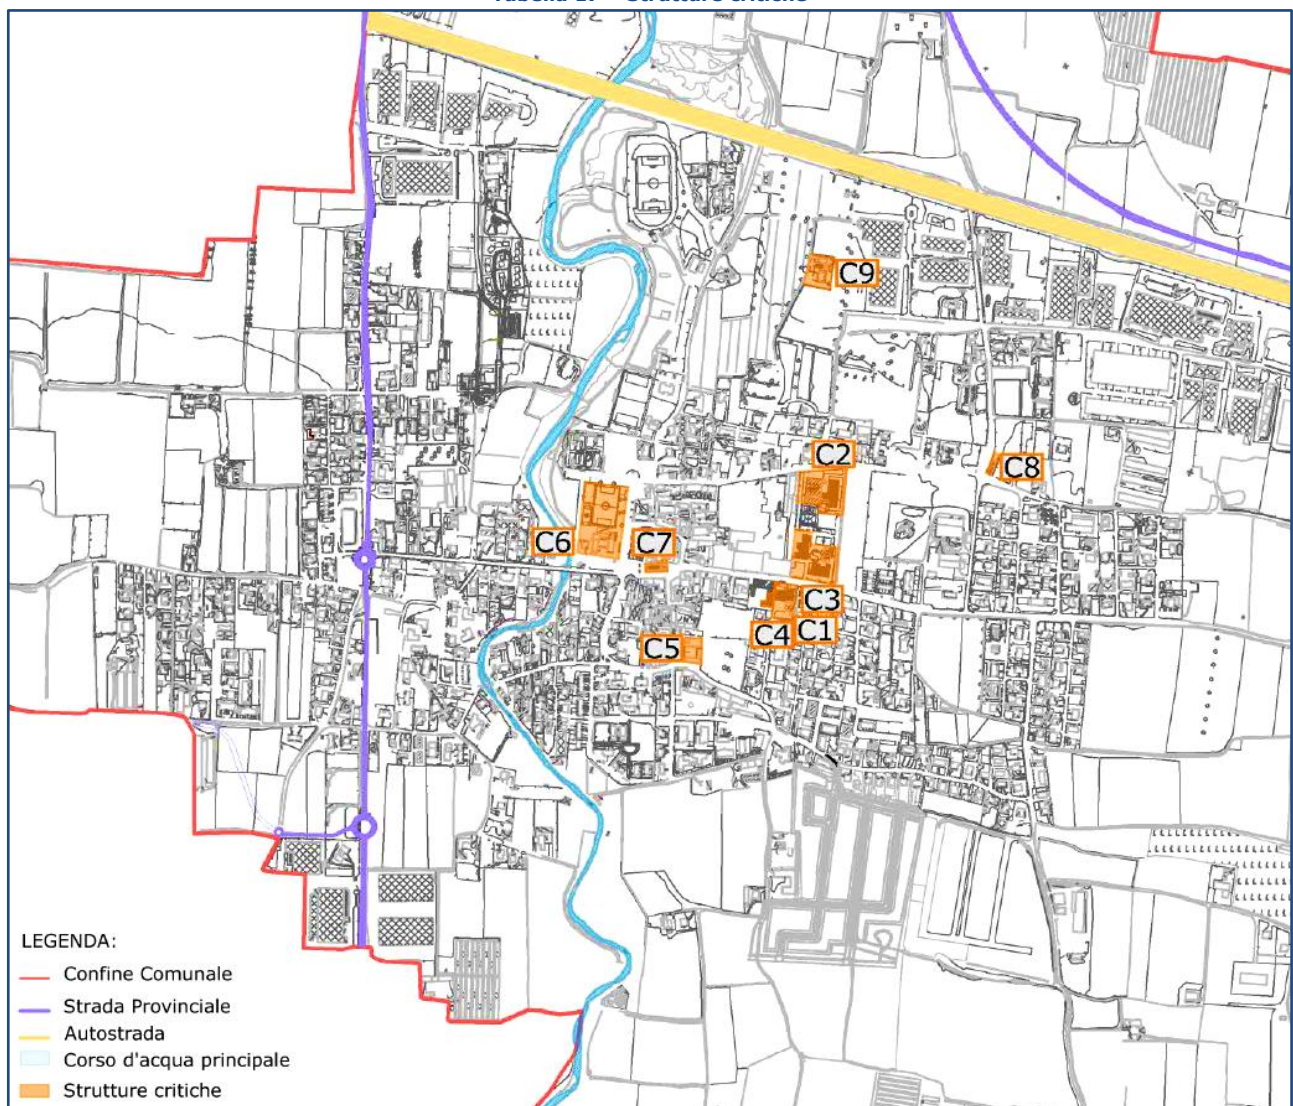 C9
C2
C8
C6
C7
C3
C1
C4
C5
LEGENDA:
Confine Comunale
Strada Provinciale
Autostrada
Corso d'acqua principale
Strutture critiche